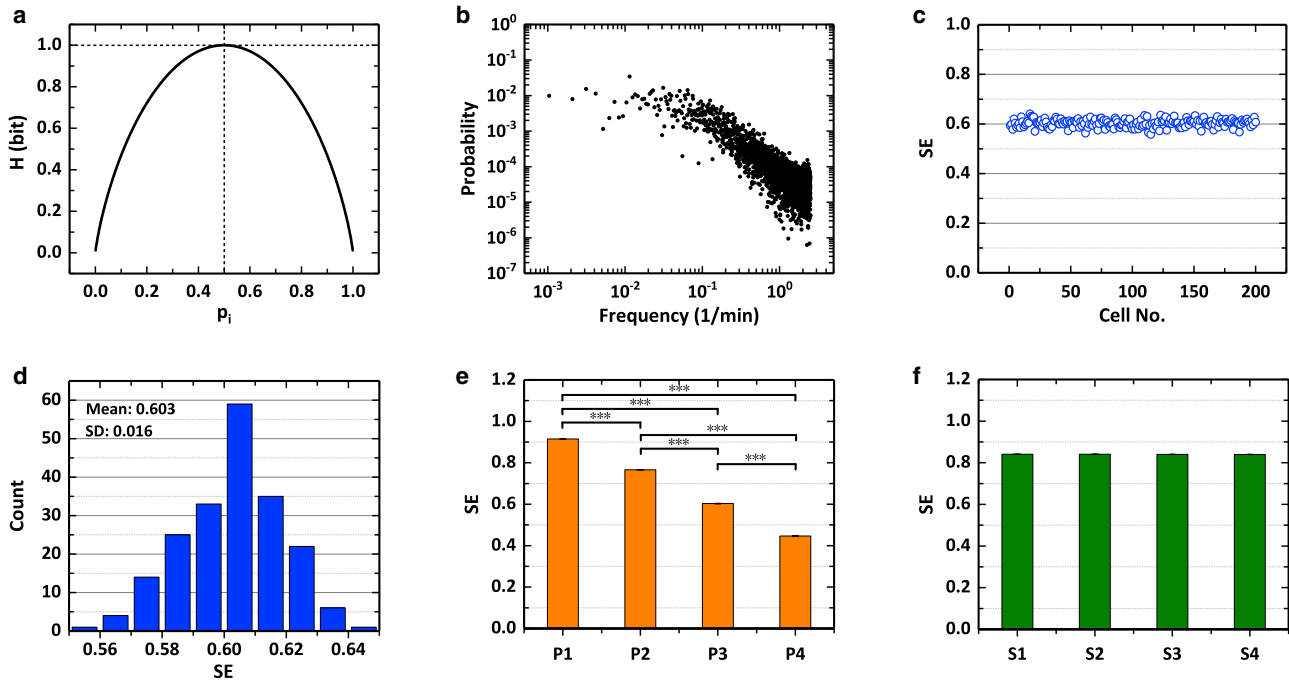 a
H (bit)
1.0
0.8
0.6
0.4
0.2
0.0
0.0 0.2 0.4 0.6 0.8 1.0
pi
b
Probability
10^0
10^-1
10^-2
10^-3
10^-4
10^-5
10^-6
10^-7
10^-3 10^-2 10^-1 10^0
Frequency (1/min)
c
SE
1.0
0.8
0.6
0.4
0.2
0.0
0 50 100 150 200
Cell No.
d
Mean: 0.603
SD: 0.016
Count
60
50
40
30
20
10
0
0.56 0.58 0.60 0.62 0.64
SE
e
SE
1.2
1.0
0.8
0.6
0.4
0.2
0.0
***
***
***
***
***
***
P1 P2 P3 P4
f
SE
1.2
1.0
0.8
0.6
0.4
0.2
0.0
S1 S2 S3 S4